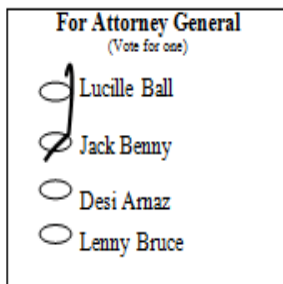 For Attorney General
(Vote for one)
Lucille Ball
Jack Benny
Desi Arnaz
Lenny Bruce